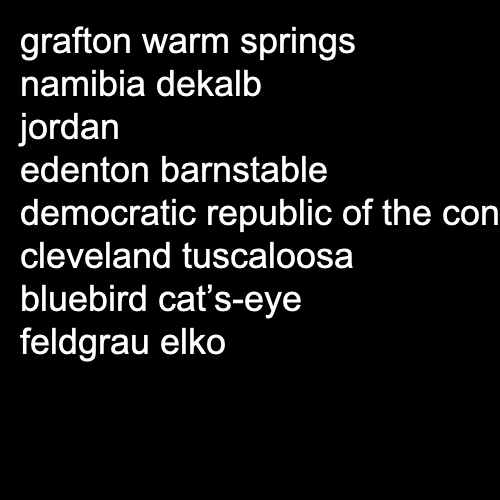 grafton warm springs
namibia dekalb
jordan
edenton barnstable
democratic republic of the con
cleveland tuscaloosa
bluebird cat’s-eye
feldgrau elko